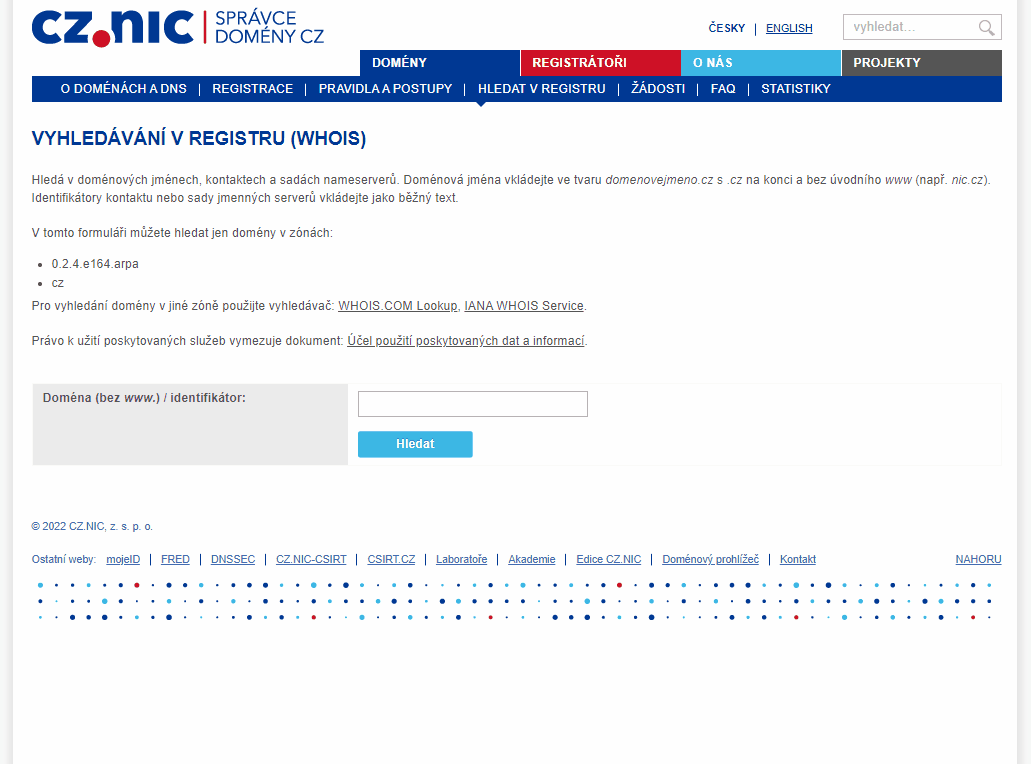 cz.nic | SPRÁVCE
DOMÉNY CZ
ČESKY | ENGLISH
vyhledat...
DOMÉNY REGISTRÁTOŘI O NÁS PROJEKTY
O DOMÉNÁCH A DNS | REGISTRACE | PRAVIDLA A POSTUPY | HLEDAT V REGISTRU | ŽÁDOSTI | FAQ | STATISTIKY
VYHLEDÁVÁNÍ V REGISTRU (WHOIS)
Hledá v doménových jménech, kontaktech a sadách nameserverů. Doménová jména vkládejte ve tvaru domenovejmeno.cz s .cz na konci a bez úvodního www (např. nic.cz).
Identifikátory kontaktu nebo sady jmenných serverů vkládejte jako běžný text.
V tomto formuláři můžete hledat jen domény v zónách:
• 0.2.4.e164.arpa
• cz
Pro vyhledání domény v jiné zóně použijte vyhledávač: WHOIS.COM Lookup, IANA WHOIS Service.
Právo k užití poskytovaných služeb vymezuje dokument: Účel použití poskytovaných dat a informací.
Doména (bez www.) / identifikátor:
Hledat
© 2022 CZ.NIC, z. s. p. o.
Ostatní weby: mojeID | FRED | DNSSEC | CZ.NIC-CSIRT | CSIRT.CZ | Laboratoře | Akademie | Edice CZ.NIC | Doménový prohlížeč | Kontakt NAHORU